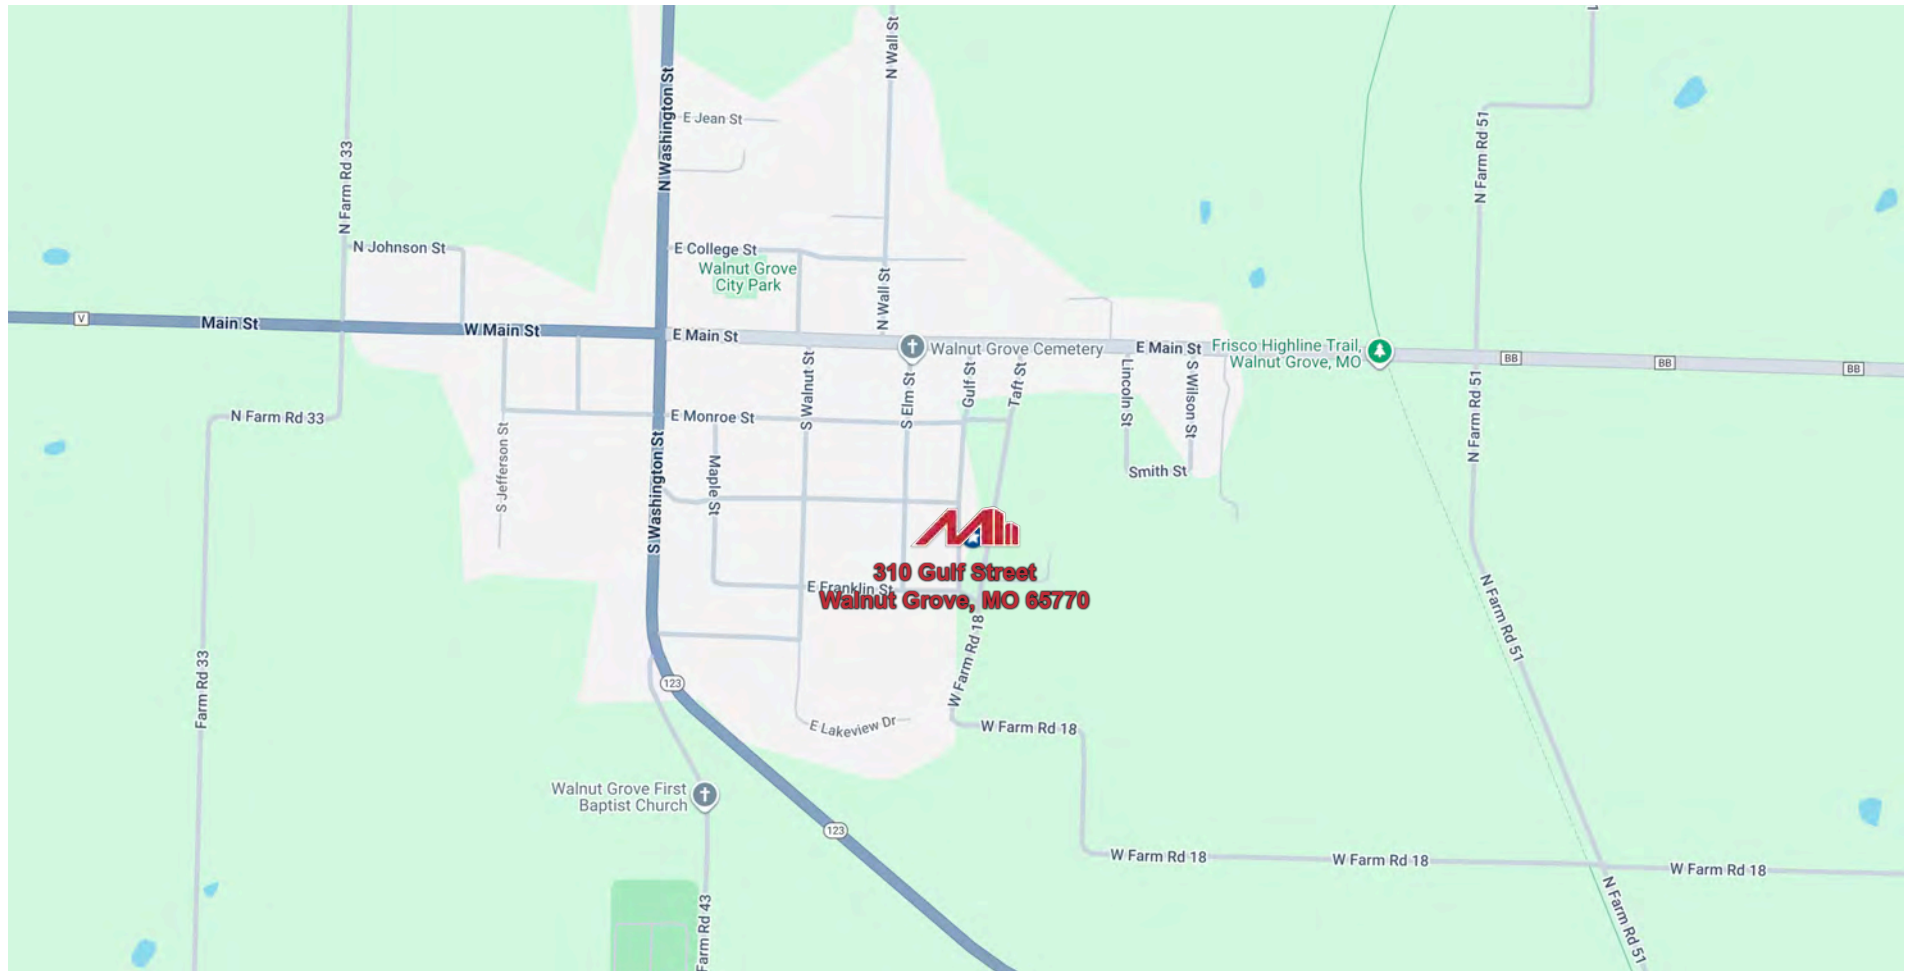 N Wall St
N Washington St
E Jean St
N Farm Rd 33
N Farm Rd 51
N Johnson St
E College St
Walnut Grove
City Park
N Wall St
V
Main St
W Main St
E Main St
Walnut Grove Cemetery
E Main St
Frisco Highline Trail,
Walnut Grove, MO
BB
BB
BB
S Walnut St
S Elm St
Gulf St
Taft St
Lincoln St
S Wilson St
N Farm Rd 51
N Farm Rd 33
E Monroe St
S Jefferson St
S Washington St
Maple St
Smith St
310 Gulf Street
Walnut Grove, MO 65770
E Franklin St
N Farm Rd 51
Farm Rd 33
W Farm Rd 18
123
E Lakeview Dr
W Farm Rd 18
Walnut Grove First
Baptist Church
123
W Farm Rd 18
W Farm Rd 18
W Farm Rd 18
Farm Rd 43
N Farm Rd 51